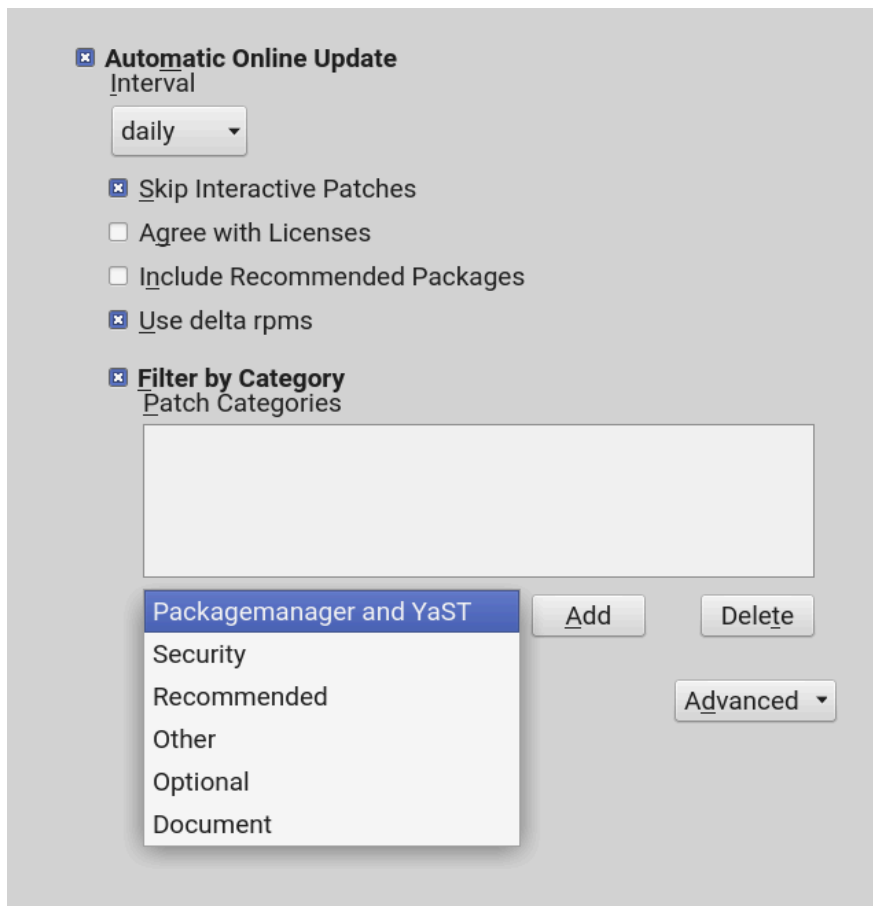 Automatic Online Update
Interval
daily
Skip Interactive Patches
Agree with Licenses
Include Recommended Packages
Use delta rpms
Filter by Category
Patch Categories
Packagemanager and YaST
Add
Delete
Security
Recommended
Advanced
Other
Optional
Document